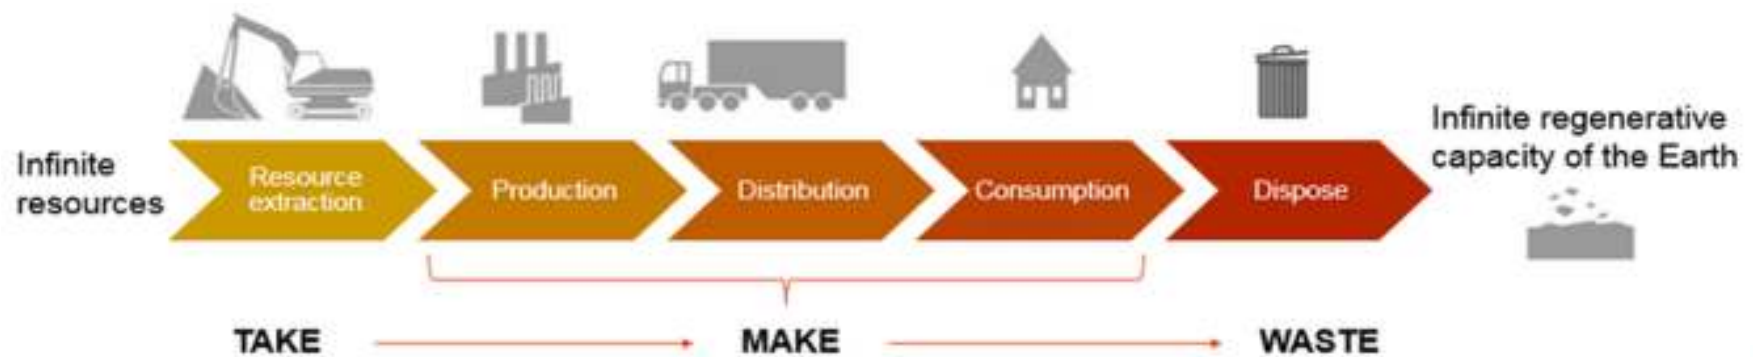 Infinite
resources
Resource
extraction
Production
Distribution
Consumption
Dispose
Infinite regenerative
capacity of the Earth
TAKE
MAKE
WASTE